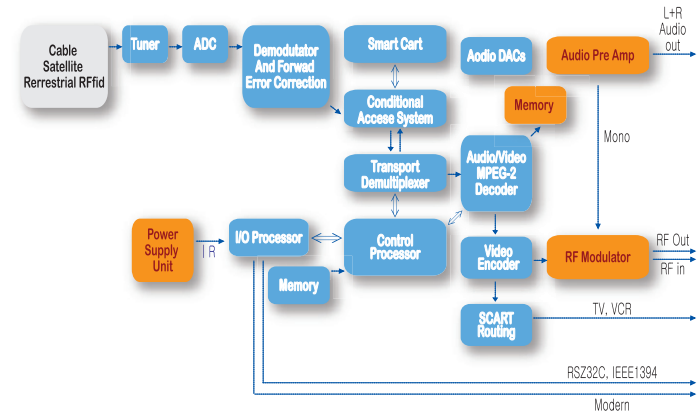 L+R
Audio
out
Cable
Satellite
Rerrestrial RFfid
Tuner
ADC
Demodutator
And Forwad
Error Correction
Smart Cart
Aodio DACs
Audio Pre Amp
Conditional
Accese System
Memory
Mono
Transport
Demultiplexer
Audio/Video
MPEG-2
Decoder
Power
Supply
Unit
I R
I/O Processor
Control
Processor
Video
Encoder
RF Modulator
RF Out
RF in
Memory
SCART
Routing
TV, VCR
RSZ32C, IEEE1394
Modern